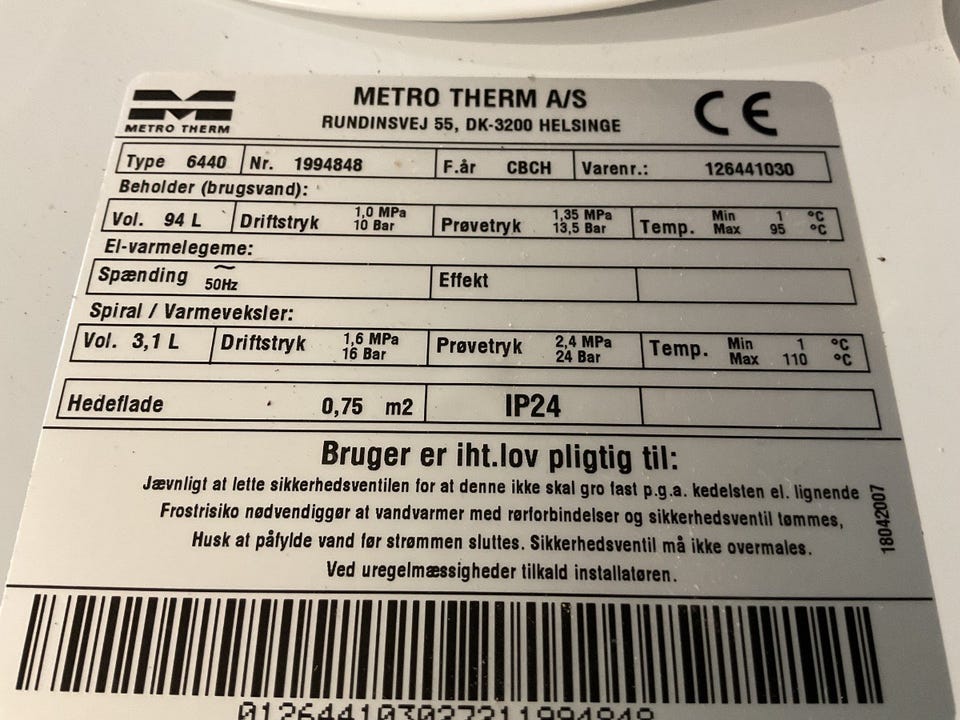 METRO THERM
METRO THERM A/S
RUNDINSVEJ 55, DK-3200 HELSINGE
CE
Type 6440 Nr. 1994848 F.år CBCH Varenr.: 126441030
Beholder (brugsvand):
Vol. 94 L Driftstryk 1,0 MPa 10 Bar Prøvetryk 1,35 MPa 13,5 Bar Temp. Min 1 °C Max 95 °C
El-varmelegeme:
Spænding ~ 50Hz Effekt
Spiral / Varmeveksler:
Vol. 3,1 L Driftstryk 1,6 MPa 16 Bar Prøvetryk 2,4 MPa 24 Bar Temp. Min 1 °C Max 110 °C
Hedeflade 0,75 m2 IP24
Bruger er iht.lov pligtig til:
Jævnligt at lette sikkerhedsventilen for at denne ikke skal gro fast p.g.a. kedelsten el. lignende
Frostrisiko nødvendiggør at vandvarmer med rørforbindelser og sikkerhedsventil tømmes,
Husk at påfylde vand før strømmen sluttes. Sikkerhedsventil må ikke overmales.
Ved uregelmæssigheder tilkald installatøren.
18042007